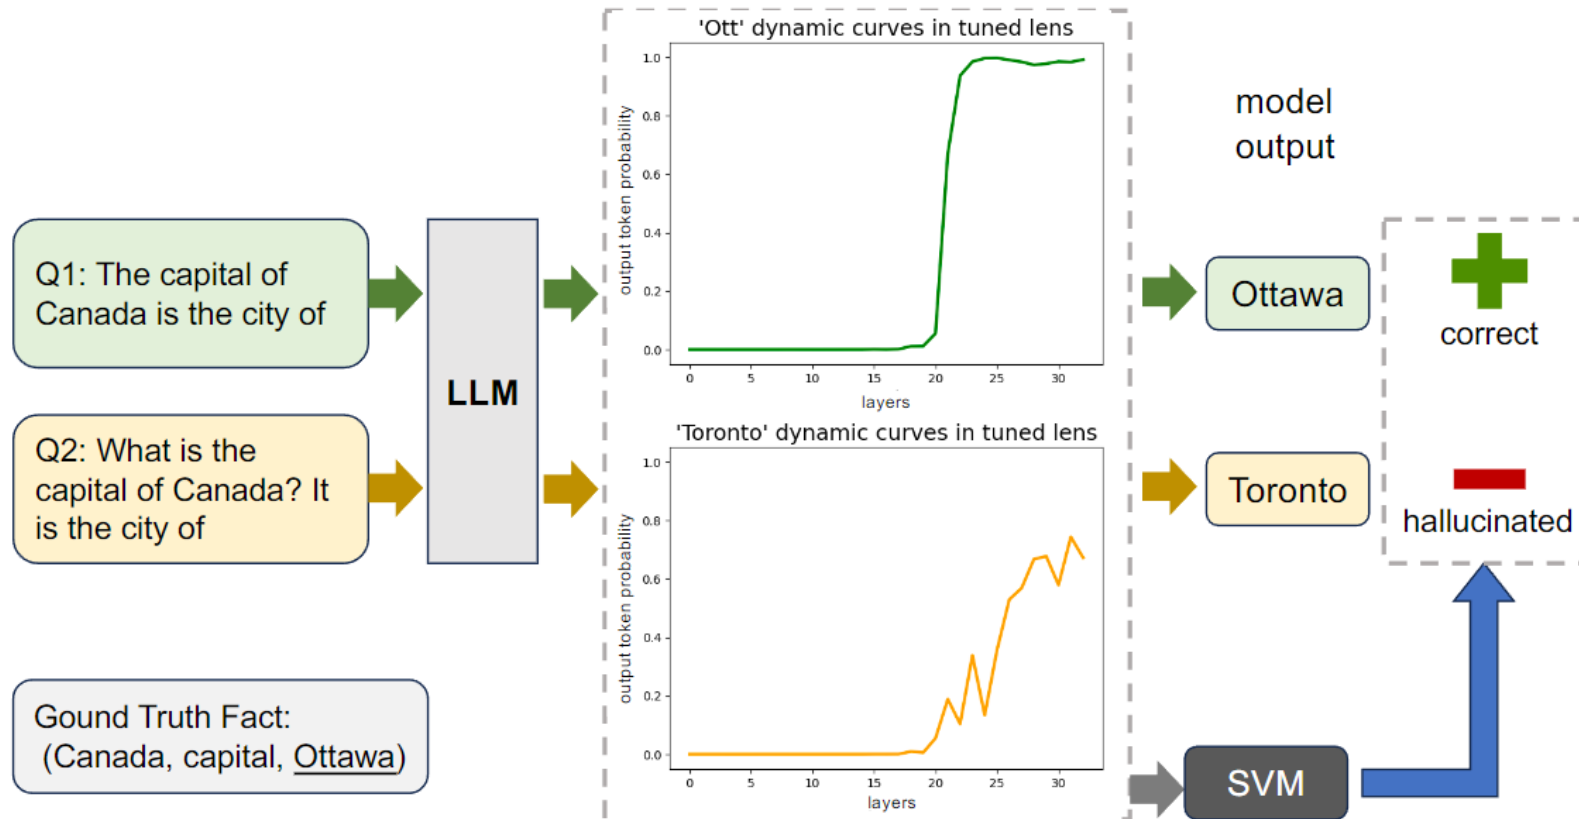 'Ott' dynamic curves in tuned lens
1.0
0.8
0.6
0.4
0.2
0.0
output token probability
0 5 10 15 20 25 30
layers
model
output
Q1: The capital of
Canada is the city of
LLM
Ottawa
correct
Q2: What is the
capital of Canada? It
is the city of
'Toronto' dynamic curves in tuned lens
1.0
0.8
0.6
0.4
0.2
0.0
output token probability
0 5 10 15 20 25 30
layers
Toronto
hallucinated
Gound Truth Fact:
(Canada, capital, Ottawa)
SVM